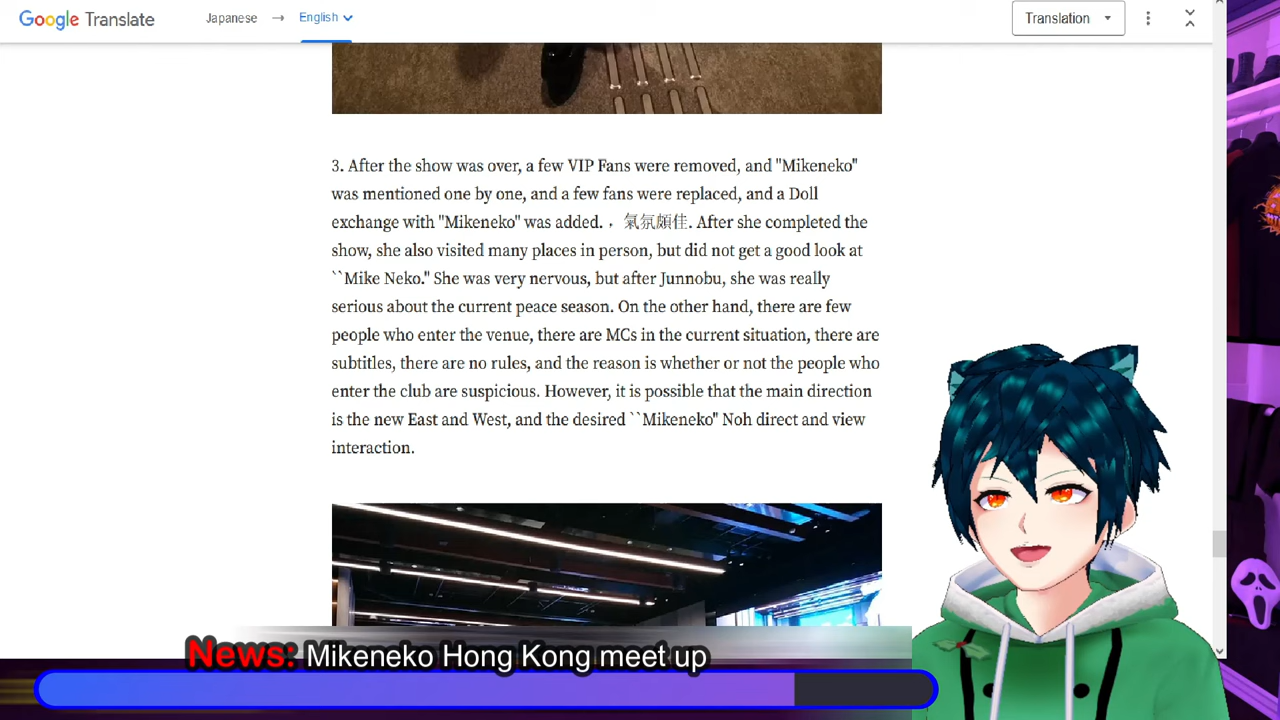 Google Translate
Japanese → English
Translation
3. After the show was over, a few VIP Fans were removed, and "Mikeneko"
was mentioned one by one, and a few fans were replaced, and a Doll
exchange with "Mikeneko" was added.，氣氛頗佳. After she completed the
show, she also visited many places in person, but did not get a good look at
``Mike Neko." She was very nervous, but after Junnobu, she was really
serious about the current peace season. On the other hand, there are few
people who enter the venue, there are MCs in the current situation, there are
subtitles, there are no rules, and the reason is whether or not the people who
enter the club are suspicious. However, it is possible that the main direction
is the new East and West, and the desired ``Mikeneko" Noh direct and view
interaction.
News: Mikeneko Hong Kong meet up